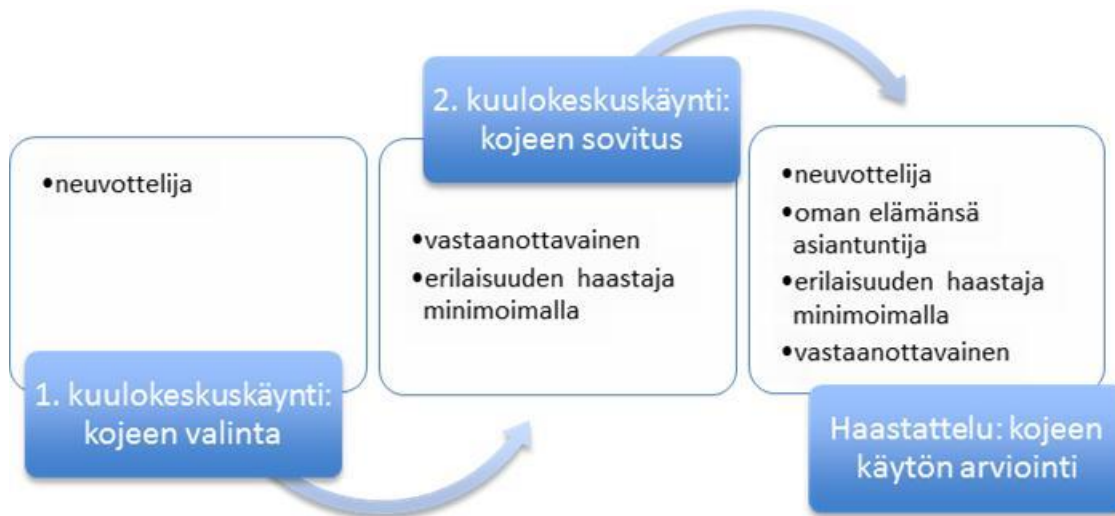 •neuvottelija
1. kuulokeskuskäynti:
kojeen valinta
2. kuulokeskuskäynti:
kojeen sovitus
•vastaanottavainen
•erilaisuuden haastaja
minimoimalla
•neuvottelija
•oman elämänsä
asiantuntija
•erilaisuuden haastaja
minimoimalla
•vastaanottavainen
Haastattelu: kojeen
käytön arviointi